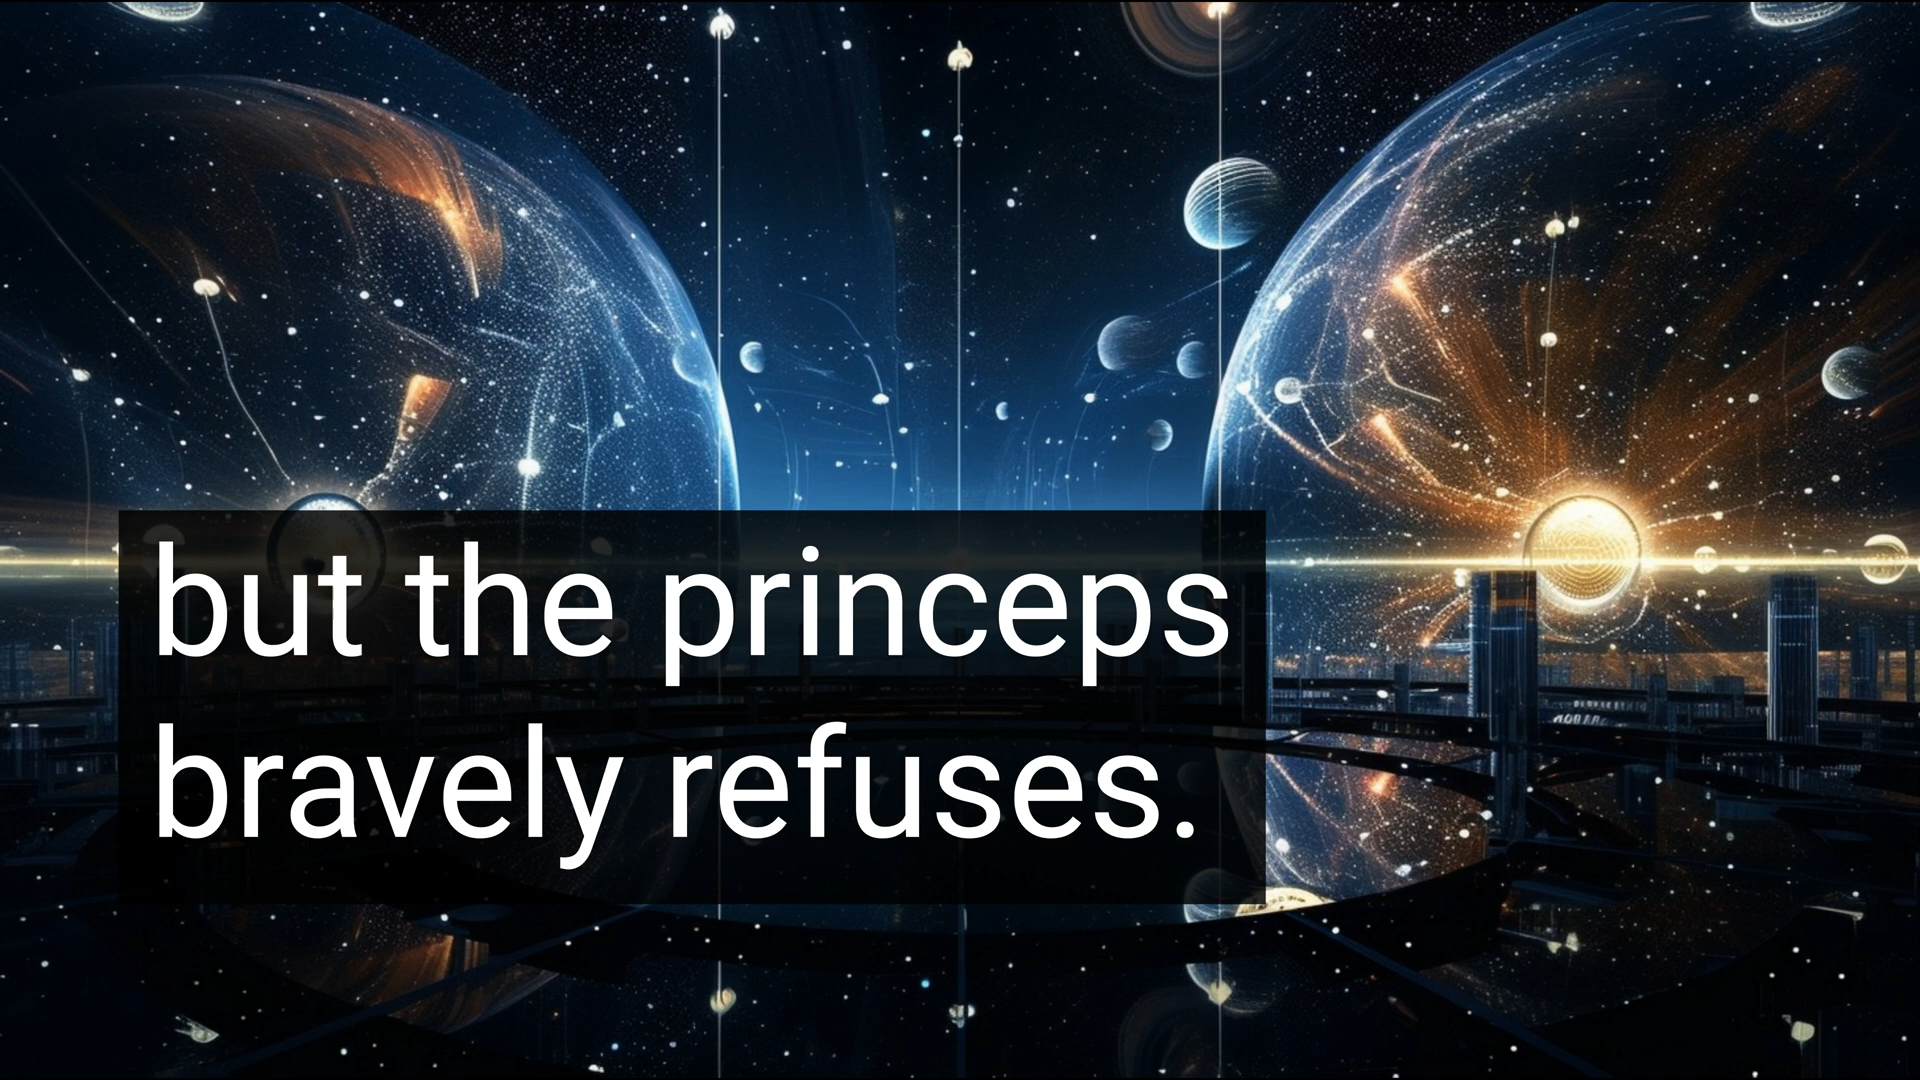 but the princeps
bravely refuses.